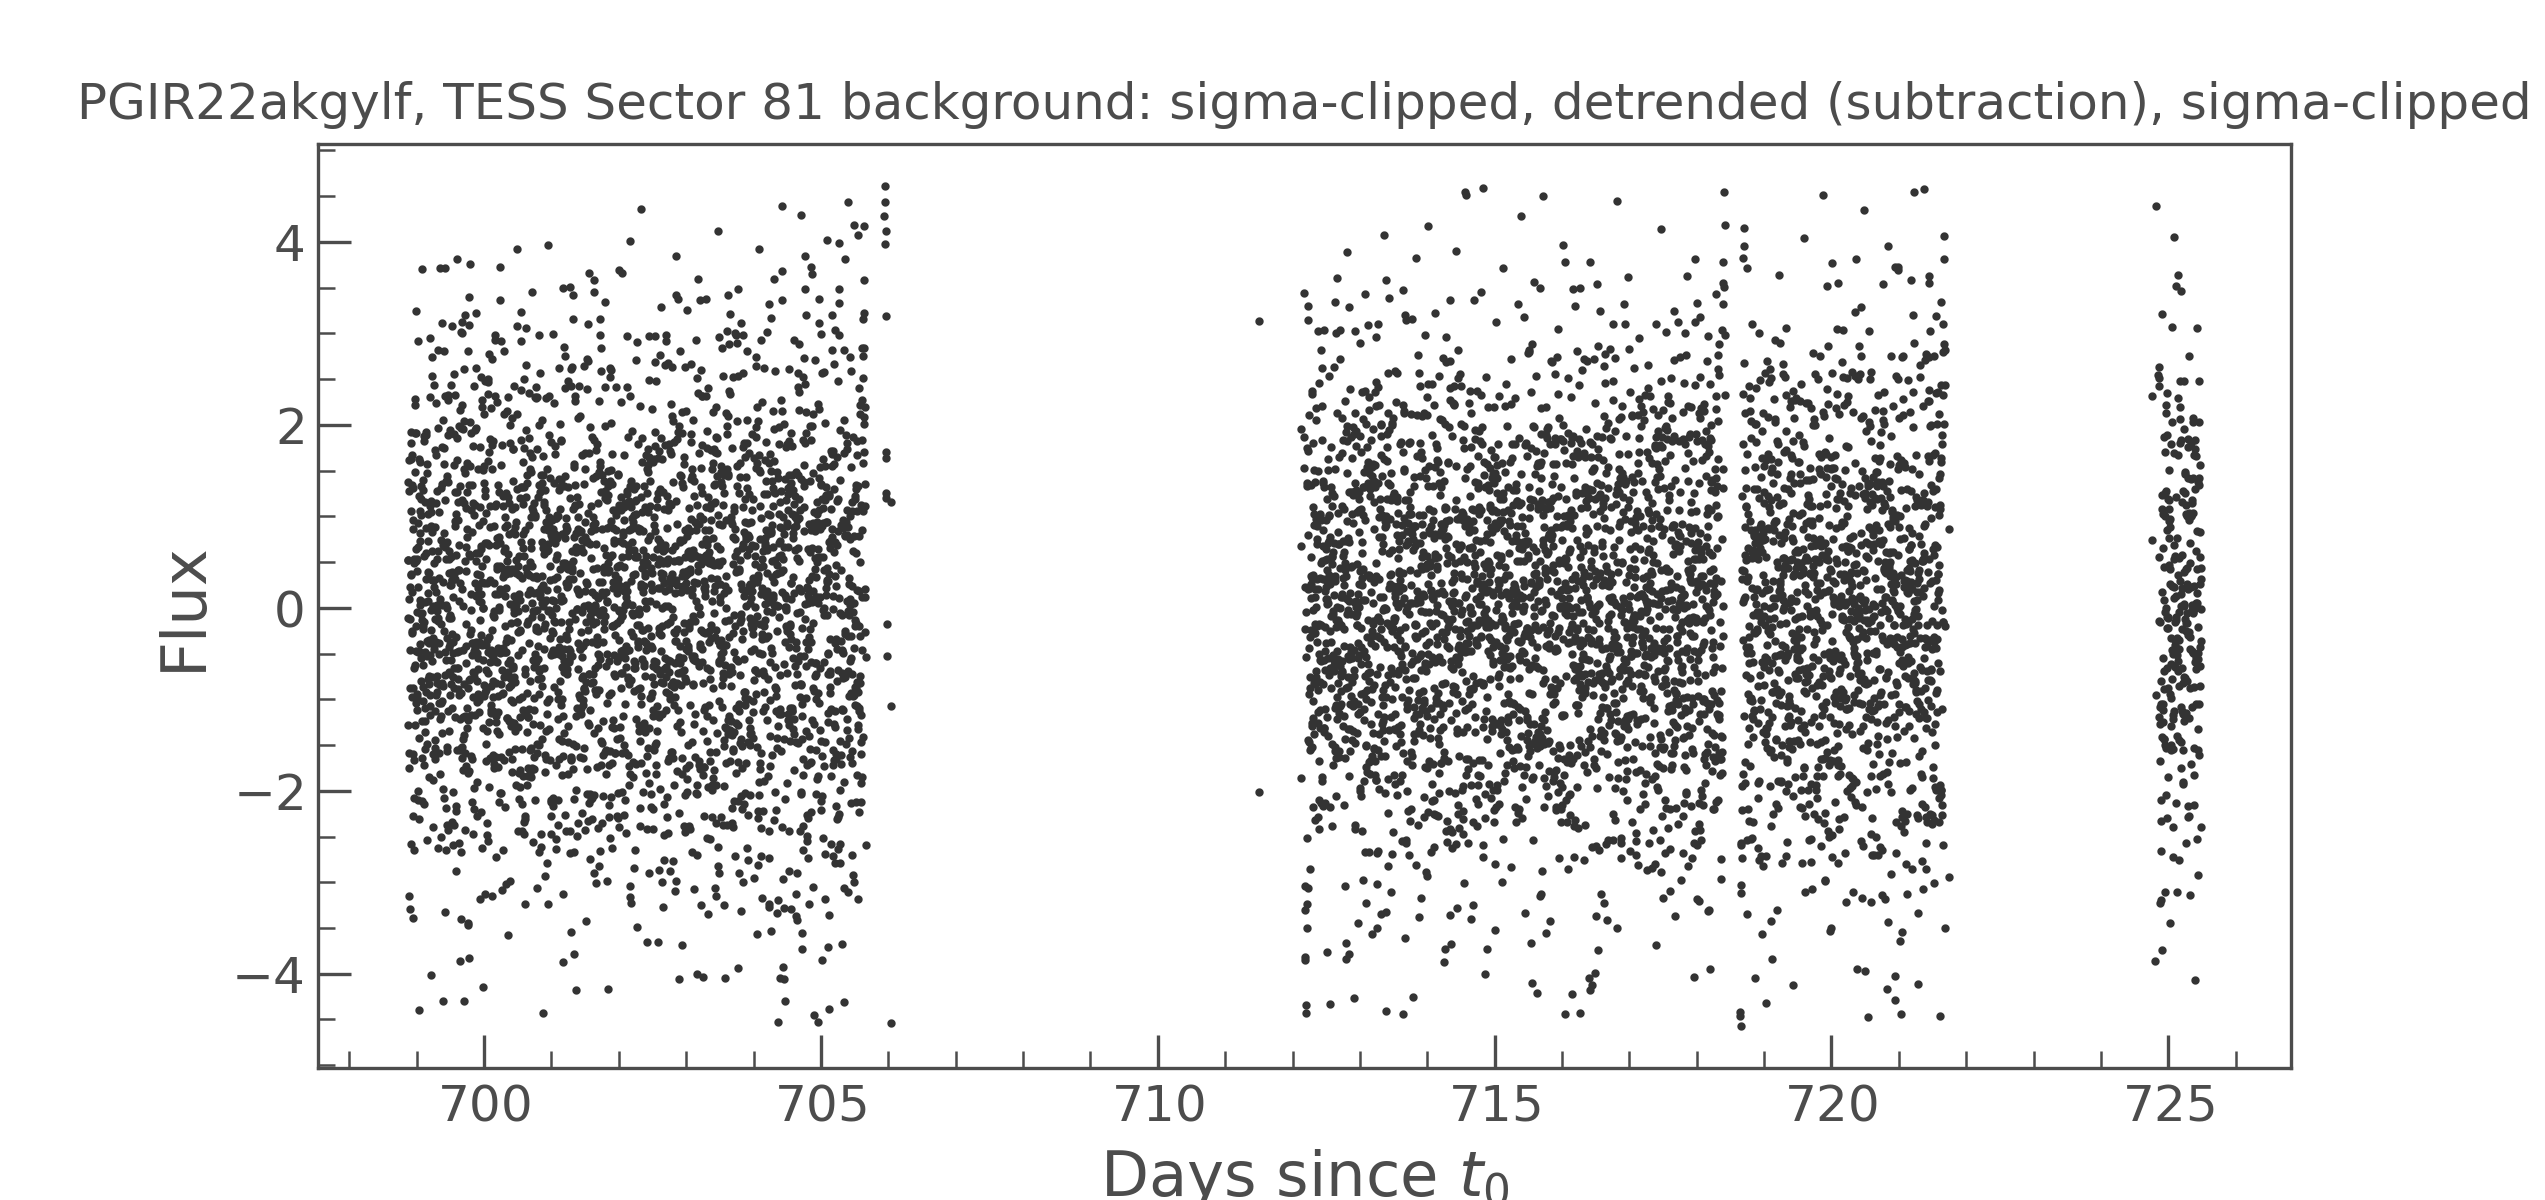 PGIR22akgylf, TESS Sector 81 background: sigma-clipped, detrended (subtraction), sigma-clipped
Flux
4
2
0
−2
−4
700 705 710 715 720 725
Days since t₀